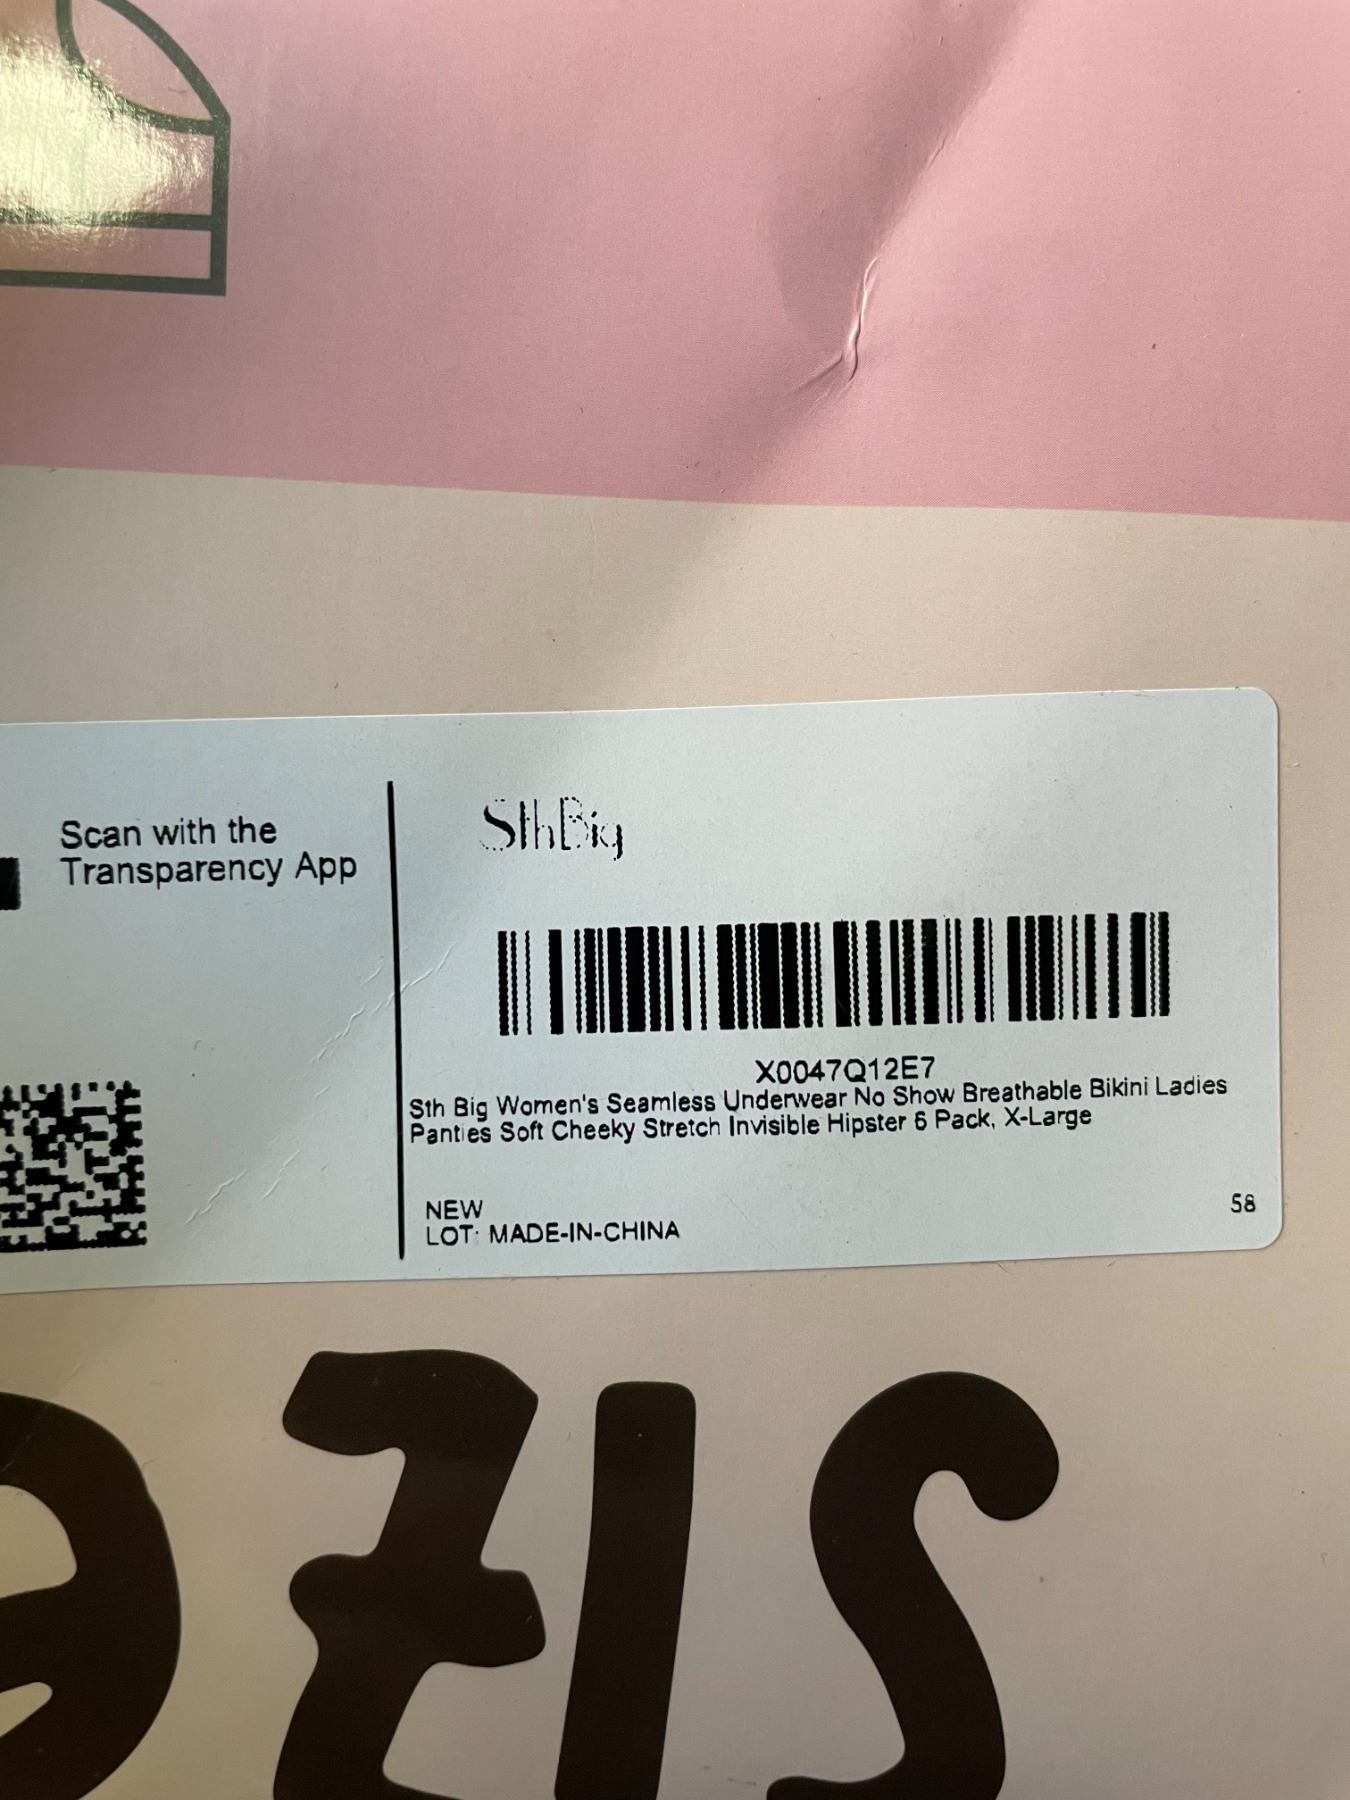 Scan with the
Transparency App
SthBig
X0047Q12E7
Sth Big Women's Seamless Underwear No Show Breathable Bikini Ladies
Panties Soft Cheeky Stretch Invisible Hipster 6 Pack, X-Large
NEW
58
LOT: MADE-IN-CHINA